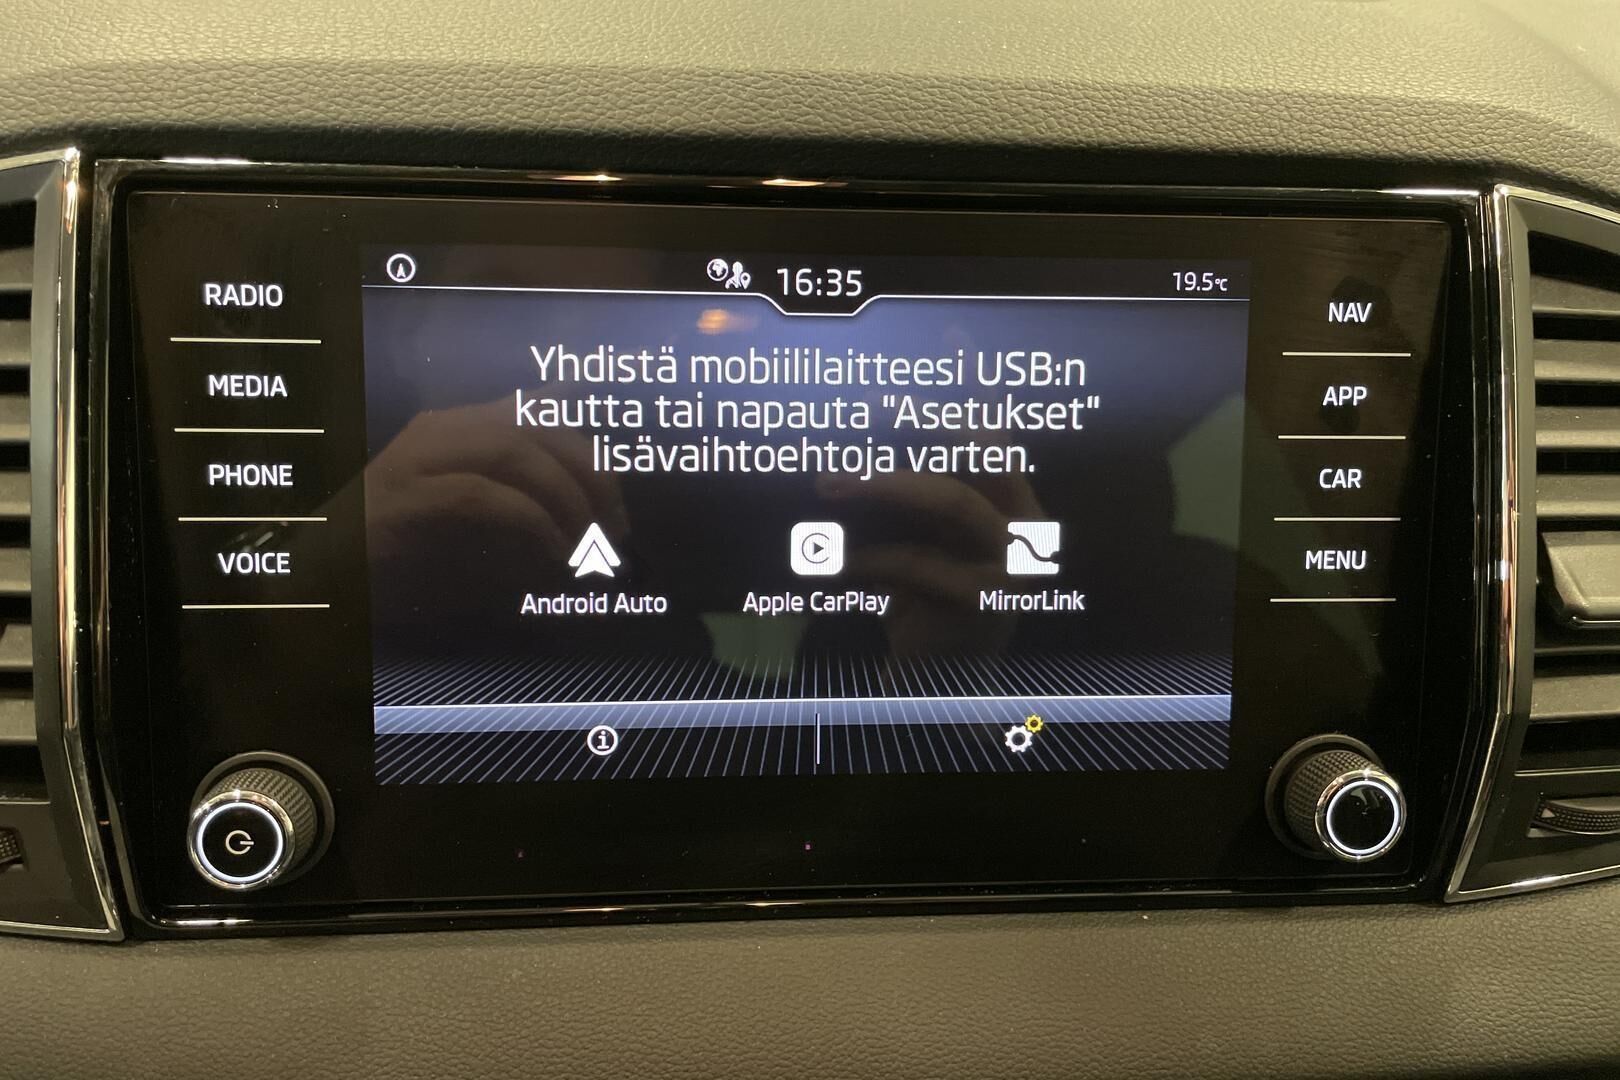 16:35
19.5°C
RADIO
MEDIA
PHONE
VOICE
Yhdistä mobiililaitteesi USB:n
kautta tai napauta "Asetukset"
lisävaihtoehtoja varten.
Android Auto
Apple CarPlay
MirrorLink
NAV
APP
CAR
MENU